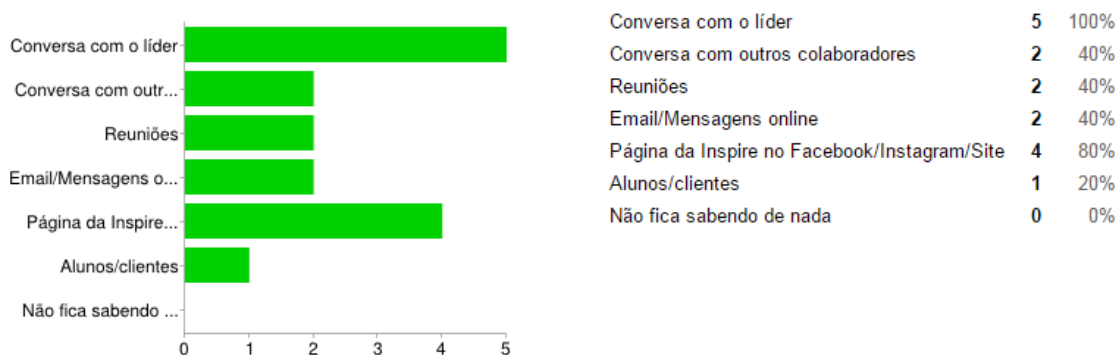 Conversa com o líder
Conversa com outr...
Reuniões
Email/Mensagens o...
Página da Inspire...
Alunos/clientes
Não fica sabendo ...
0 1 2 3 4 5
Conversa com o líder 5 100%
Conversa com outros colaboradores 2 40%
Reuniões 2 40%
Email/Mensagens online 2 40%
Página da Inspire no Facebook/Instagram/Site 4 80%
Alunos/clientes 1 20%
Não fica sabendo de nada 0 0%